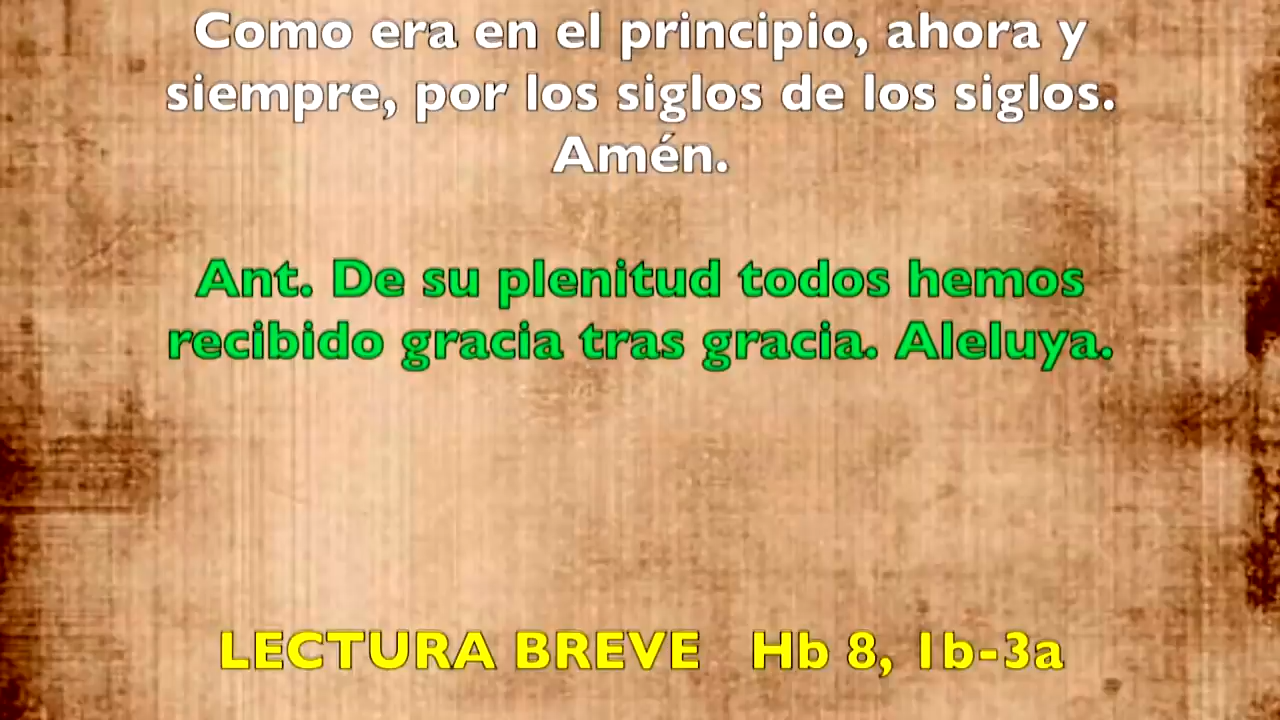 Como era en el principio, ahora y
siempre, por los siglos de los siglos.
Amén.
Ant. De su plenitud todos hemos
recibido gracia tras gracia. Aleluya.
LECTURA BREVE Hb 8, 1b-3a